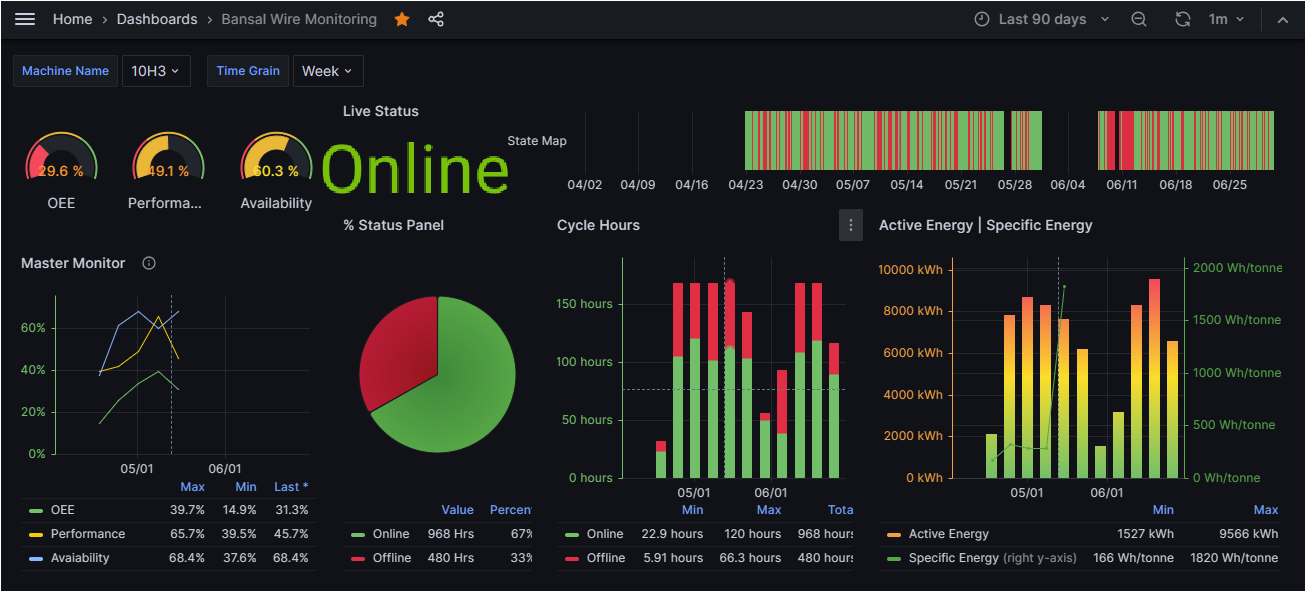 Home › Dashboards › Bansal Wire Monitoring
Last 90 days
1m
Machine Name 10H3 Time Grain Week
29.6 %
OEE
49.1 %
Performa...
60.3 %
Availability
Live Status
Online
State Map
04/02 04/09 04/16 04/23 04/30 05/07 05/14 05/21 05/28 06/04 06/11 06/18 06/25
Master Monitor
60%
40%
20%
0%
05/01 06/01
Max Min Last *
OEE 39.7% 14.9% 31.3%
Performance 65.7% 39.5% 45.7%
Avaiability 68.4% 37.6% 68.4%
% Status Panel
Value Percen
Online 968 Hrs 67%
Offline 480 Hrs 33%
Cycle Hours
150 hours
100 hours
50 hours
0 hours
05/01 06/01
Min Max Tota
Online 22.9 hours 120 hours 968 hours
Offline 5.91 hours 66.3 hours 480 hours
Active Energy | Specific Energy
10000 kWh
8000 kWh
6000 kWh
4000 kWh
2000 kWh
0 kWh
2000 Wh/tonne
1500 Wh/tonne
1000 Wh/tonne
500 Wh/tonne
0 Wh/tonne
05/01 06/01
Min Max
Active Energy 1527 kWh 9566 kWh
Specific Energy (right y-axis) 166 Wh/tonne 1820 Wh/tonne